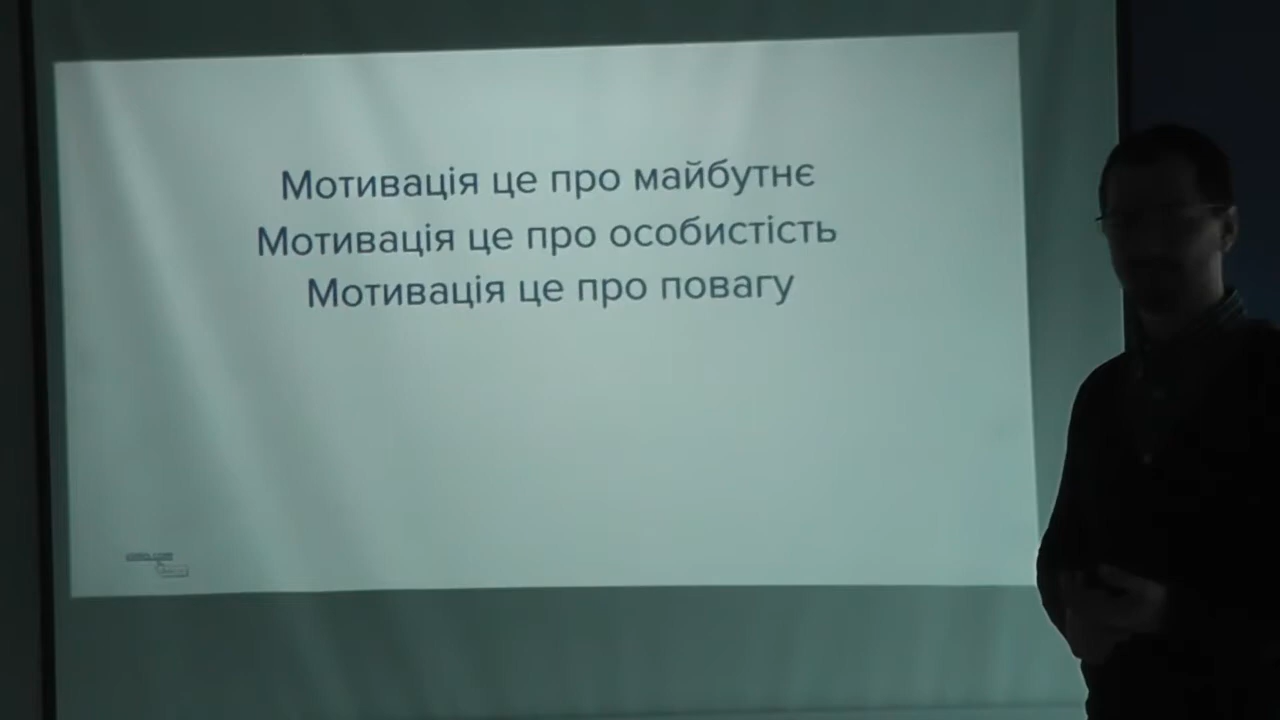 Мотивація це про майбутнє
Мотивація це про особистість
Мотивація це про повагу